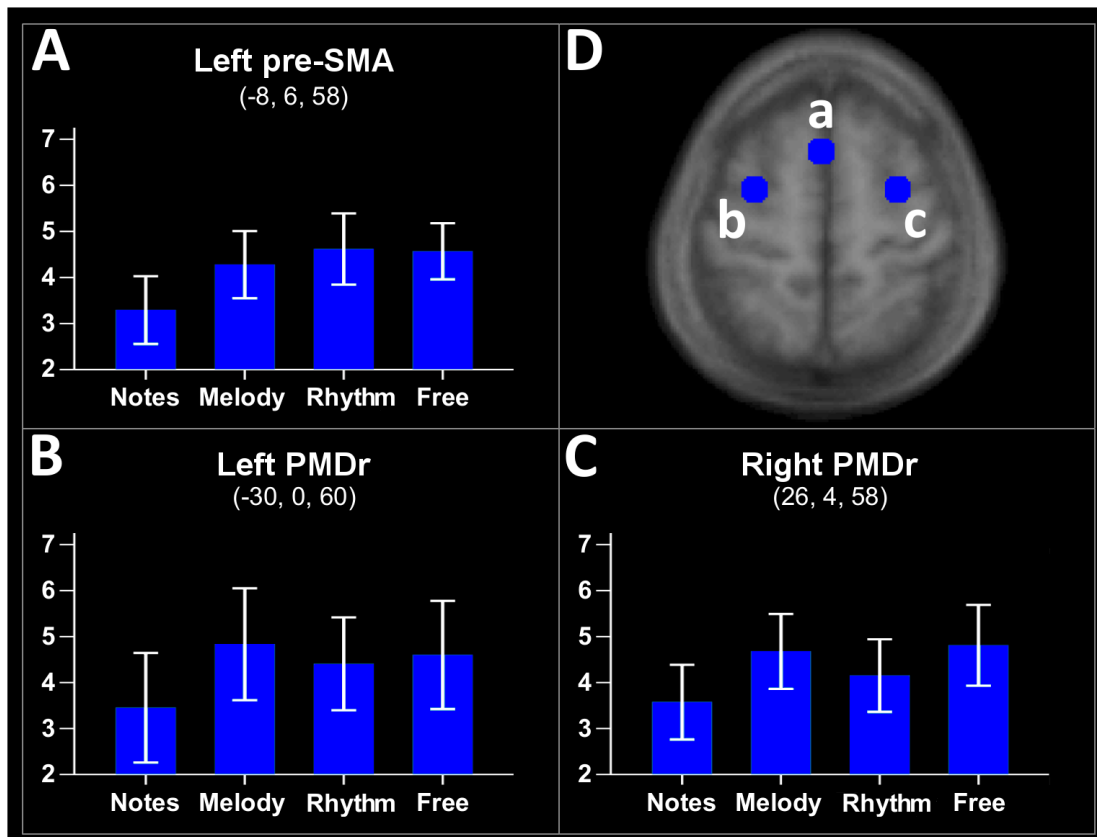 A
Left pre-SMA
(-8, 6, 58)
7
6
5
4
3
2
Notes Melody Rhythm Free
D
a
b
c
B
Left PMDr
(-30, 0, 60)
7
6
5
4
3
2
Notes Melody Rhythm Free
C
Right PMDr
(26, 4, 58)
7
6
5
4
3
2
Notes Melody Rhythm Free